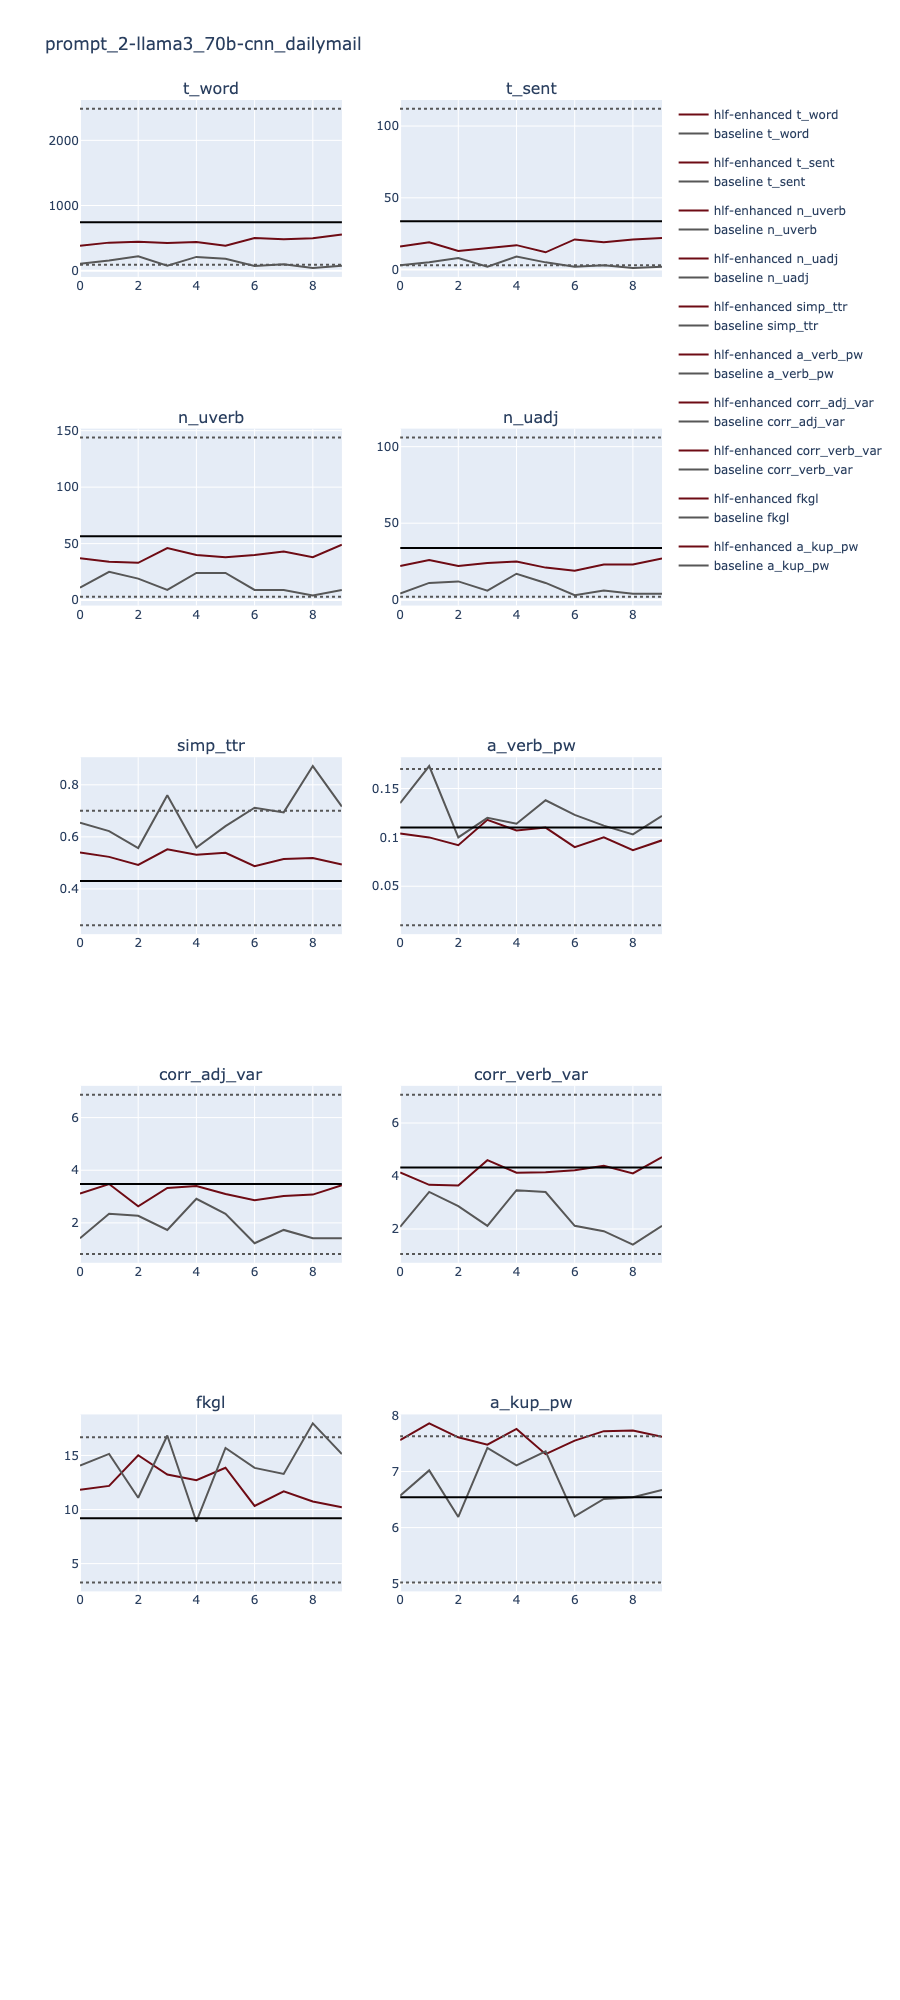 prompt_2-llama3_70b-cnn_dailymail
t_word
2000
1000
0
0 2 4 6 8
t_sent
100
50
0
0 2 4 6 8
hlf-enhanced t_word
baseline t_word
hlf-enhanced t_sent
baseline t_sent
hlf-enhanced n_uverb
baseline n_uverb
hlf-enhanced n_uadj
baseline n_uadj
hlf-enhanced simp_ttr
baseline simp_ttr
hlf-enhanced a_verb_pw
baseline a_verb_pw
hlf-enhanced corr_adj_var
baseline corr_adj_var
hlf-enhanced corr_verb_var
baseline corr_verb_var
hlf-enhanced fkgl
baseline fkgl
hlf-enhanced a_kup_pw
baseline a_kup_pw
n_uverb
150
100
50
0
0 2 4 6 8
n_uadj
100
50
0
0 2 4 6 8
simp_ttr
0.8
0.6
0.4
0 2 4 6 8
a_verb_pw
0.15
0.1
0.05
0 2 4 6 8
corr_adj_var
6
4
2
0 2 4 6 8
corr_verb_var
6
4
2
0 2 4 6 8
fkgl
15
10
5
0 2 4 6 8
a_kup_pw
8
7
6
5
0 2 4 6 8